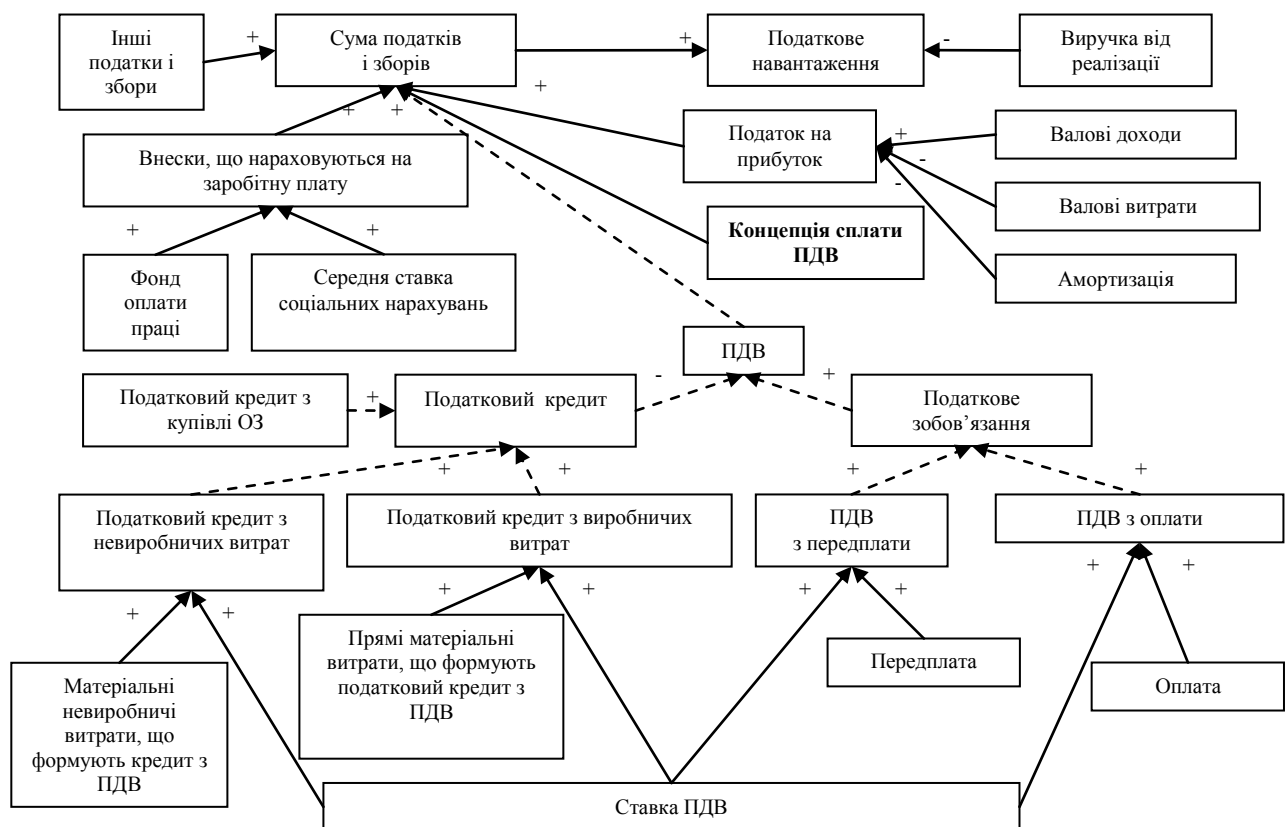 Інші
податки і
збори
+
Сума податків
і зборів
+
Податкове
навантаження
-
Виручка від
реалізації
+
+
+
Внески, що нараховуються на
заробітну плату
Податок на
прибуток
+
-
-
Валові доходи
Валові витрати
Амортизація
+
+
Фонд
оплати
праці
Середня ставка
соціальних нарахувань
Концепція сплати
ПДВ
ПДВ
-
+
Податковий кредит з
купівлі ОЗ
+
Податковий кредит
Податкове
зобов’язання
+
+
+
+
Податковий кредит з
невиробничих витрат
Податковий кредит з виробничих
витрат
ПДВ
з передплати
ПДВ з оплати
+
+
+
+
+
+
+
+
Матеріальні
невиробничі
витрати, що
формують кредит з
ПДВ
Прямі матеріальні
витрати, що формують
податковий кредит з
ПДВ
Передплата
Оплата
Ставка ПДВ